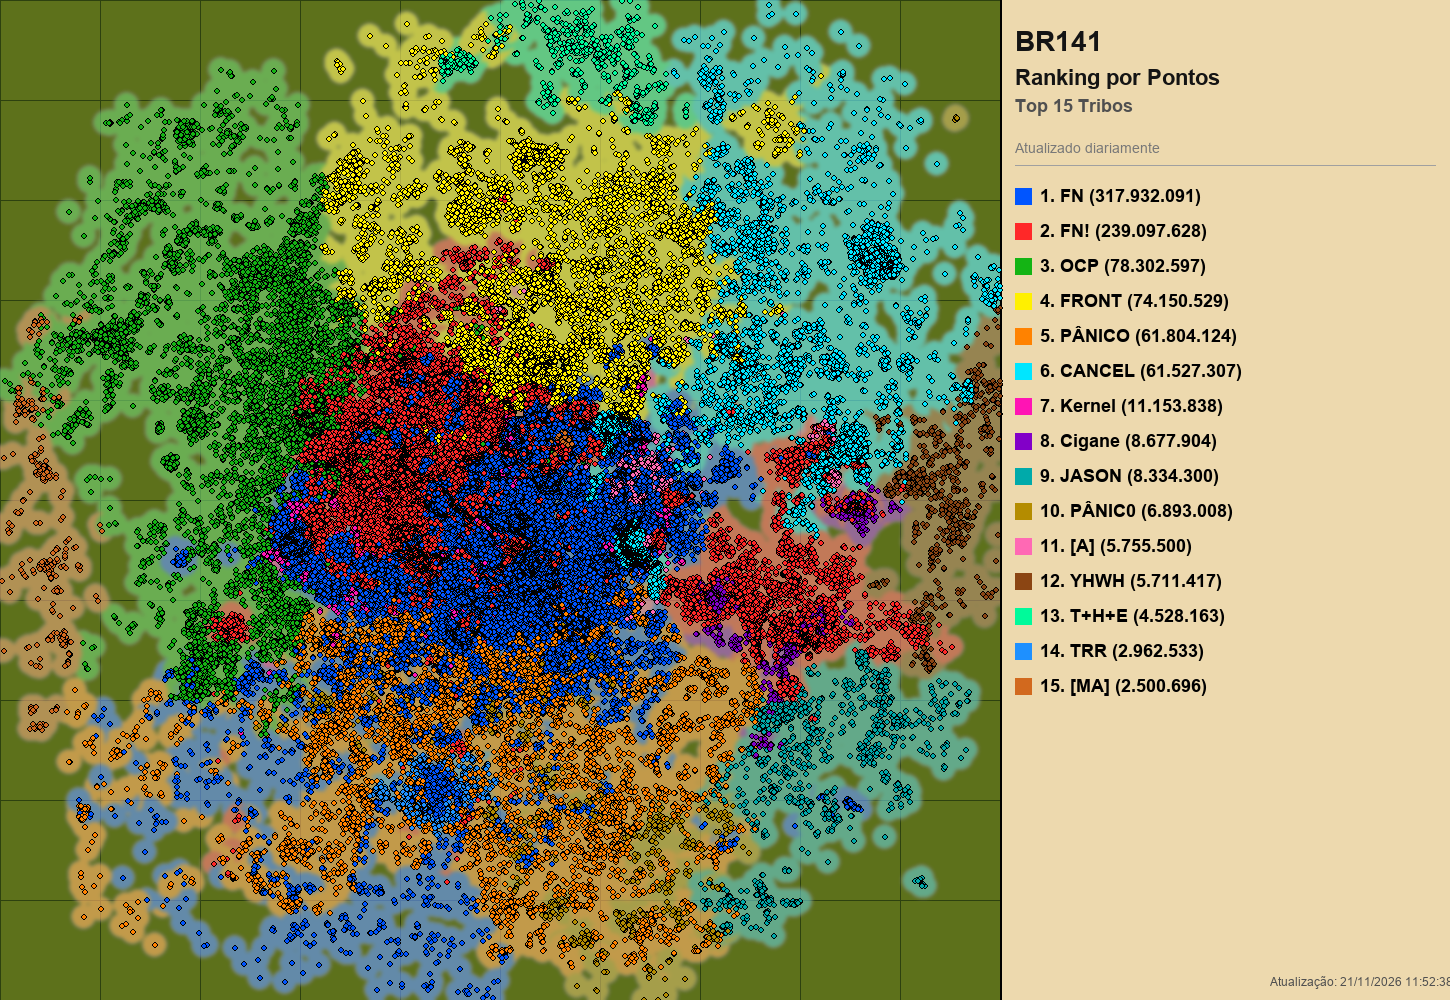 BR141
Ranking por Pontos
Top 15 Tribos
Atualizado diariamente
1. FN (317.932.091)
2. FN! (239.097.628)
3. OCP (78.302.597)
4. FRONT (74.150.529)
5. PÂNICO (61.804.124)
6. CANCEL (61.527.307)
7. Kernel (11.153.838)
8. Cigane (8.677.904)
9. JASON (8.334.300)
10. PÂNIC0 (6.893.008)
11. [A] (5.755.500)
12. YHWH (5.711.417)
13. T+H+E (4.528.163)
14. TRR (2.962.533)
15. [MA] (2.500.696)
Atualização: 21/11/2026 11:52:38